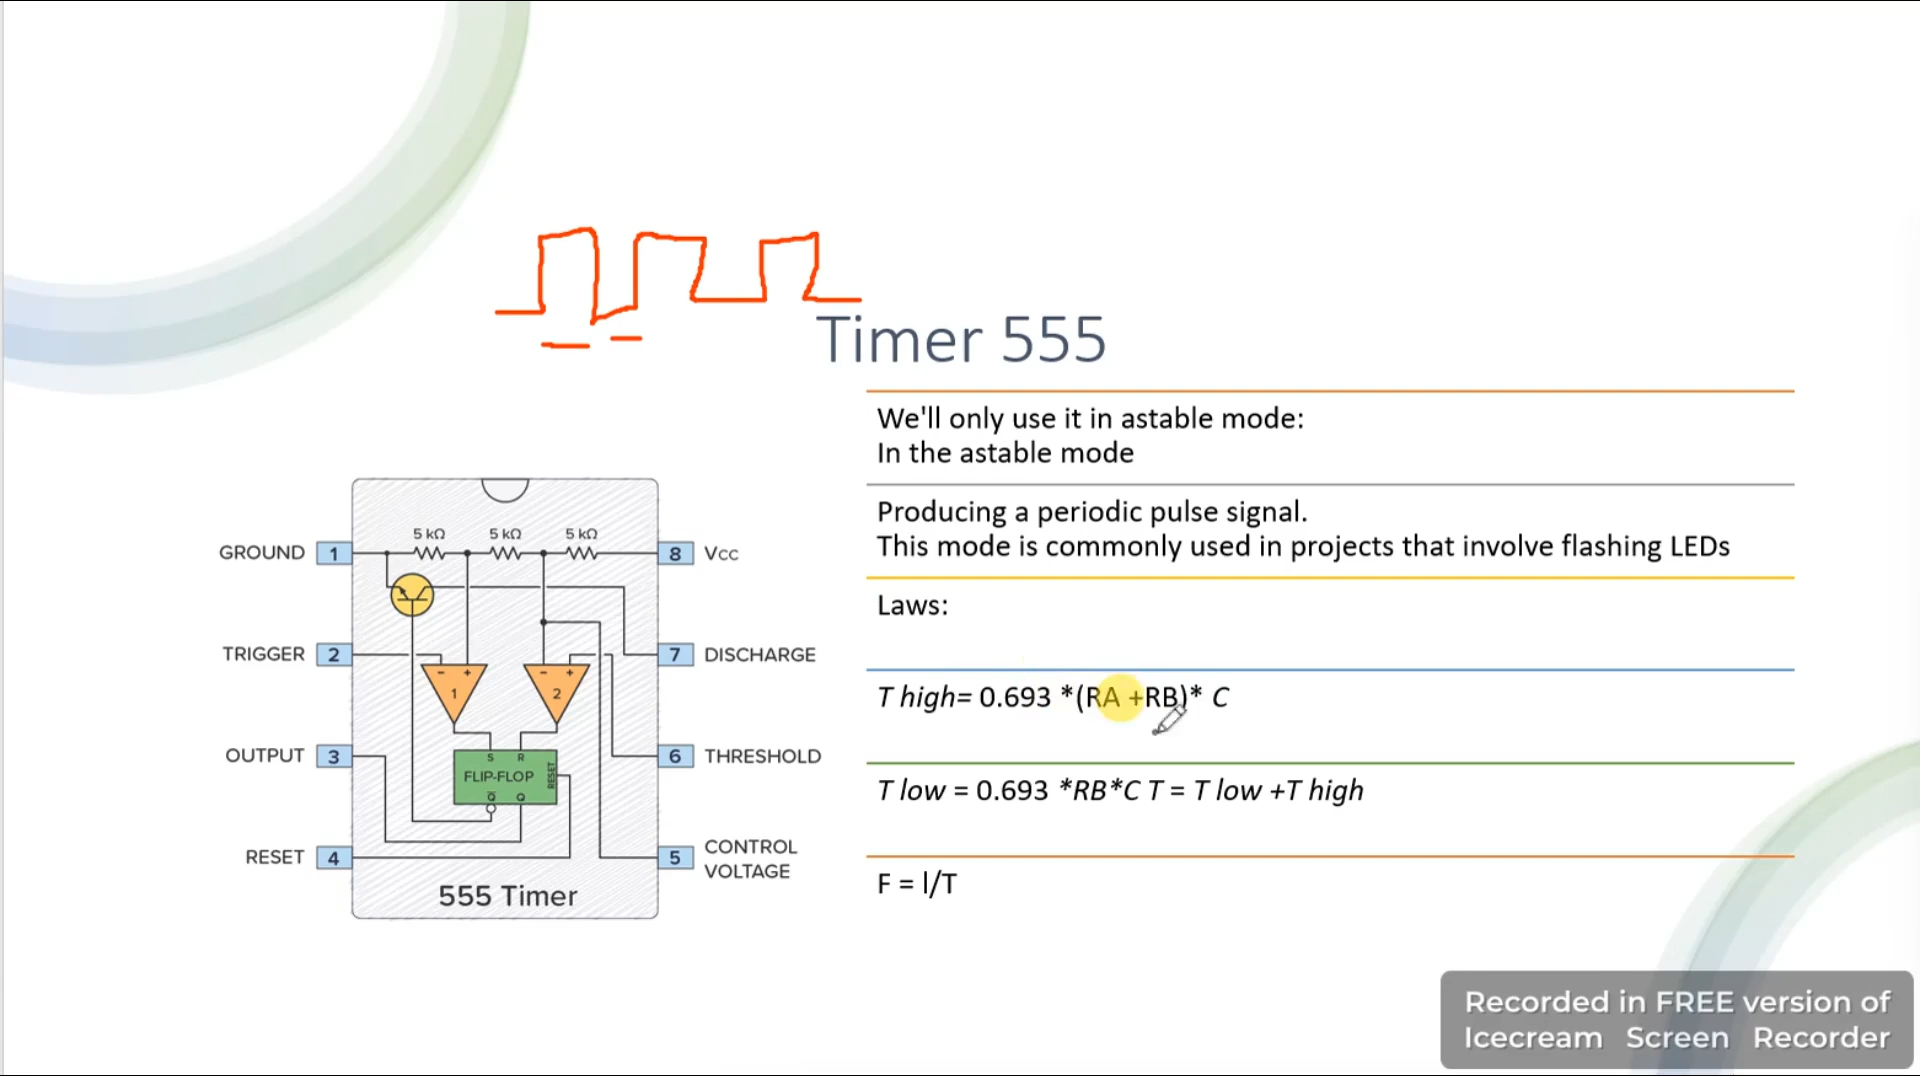 Timer 555
We'll only use it in astable mode:
In the astable mode
Producing a periodic pulse signal.
This mode is commonly used in projects that involve flashing LEDs
Laws:
T high= 0.693 *(RA +RB)* C
T low = 0.693 *RB*C T = T low +T high
F = l/T
5 kΩ 5 kΩ 5 kΩ
GROUND 1
8 Vcc
TRIGGER 2
7 DISCHARGE
- +
- +
1
2
OUTPUT 3
6 THRESHOLD
S R
FLIP-FLOP
RESET
Q̅ Q
RESET 4
5 CONTROL
VOLTAGE
555 Timer
Recorded in FREE version of
Icecream Screen Recorder